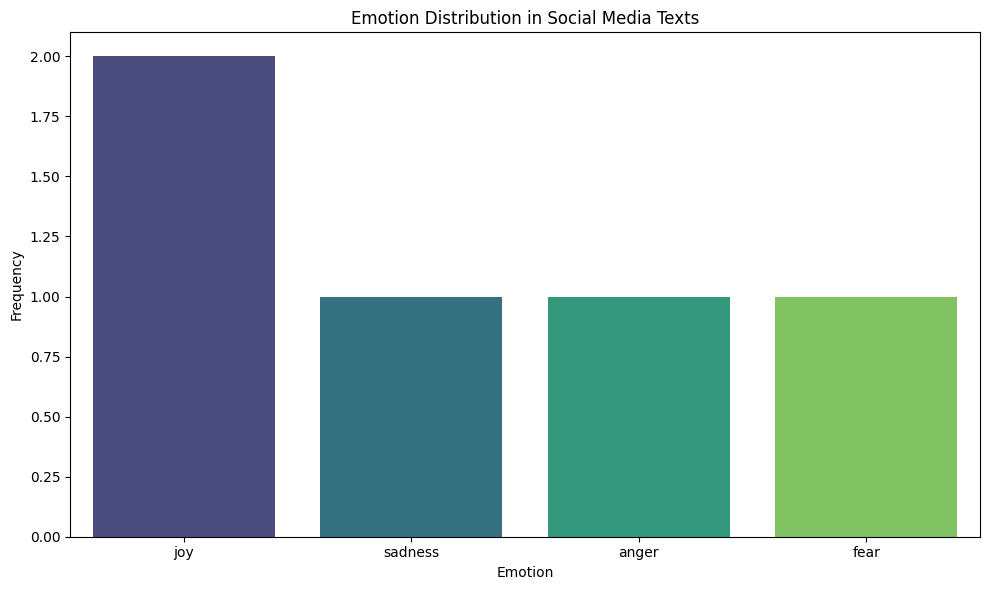 Emotion Distribution in Social Media Texts
2.00
1.75
1.50
1.25
1.00
0.75
0.50
0.25
0.00
Frequency
joy sadness anger fear
Emotion